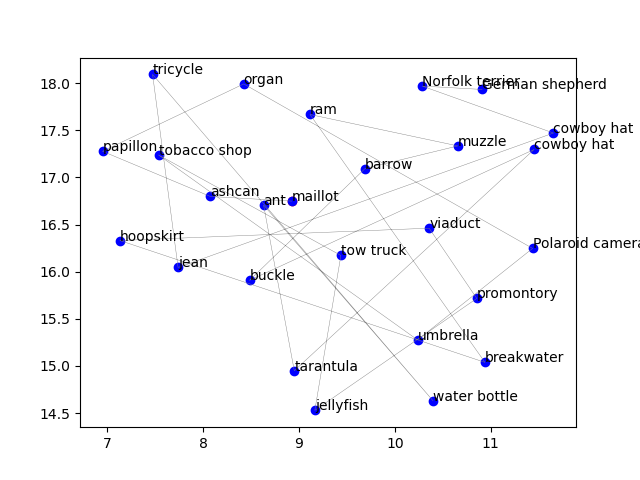 tricycle
organ
Norfolk terrier
German shepherd
18.0
ram
17.5
cowboy hat
muzzle
cowboy hat
papillon
tobacco shop
barrow
17.0
ashcan
ant
maillot
16.5
viaduct
hoopskirt
Polaroid camera
tow truck
16.0
jean
buckle
promontory
15.5
umbrella
breakwater
15.0
tarantula
water bottle
jellyfish
14.5
7 8 9 10 11